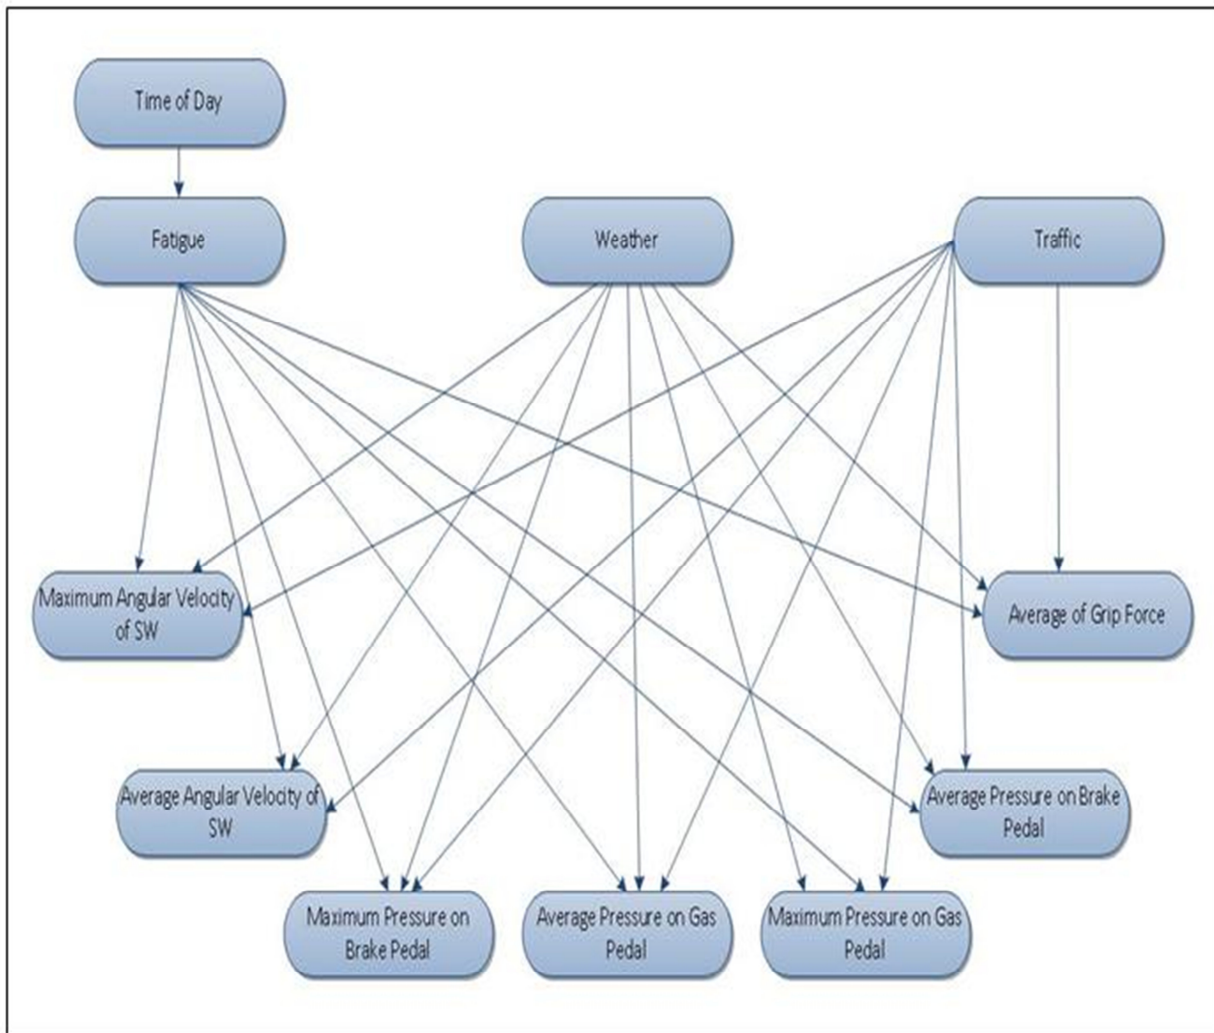 Time of Day
Fatigue
Weather
Traffic
Maximum Angular Velocity
of SW
Average of Grip Force
Average Angular Velocity of
SW
Average Pressure on Brake
Pedal
Maximum Pressure on
Brake Pedal
Average Pressure on Gas
Pedal
Maximum Pressure on Gas
Pedal